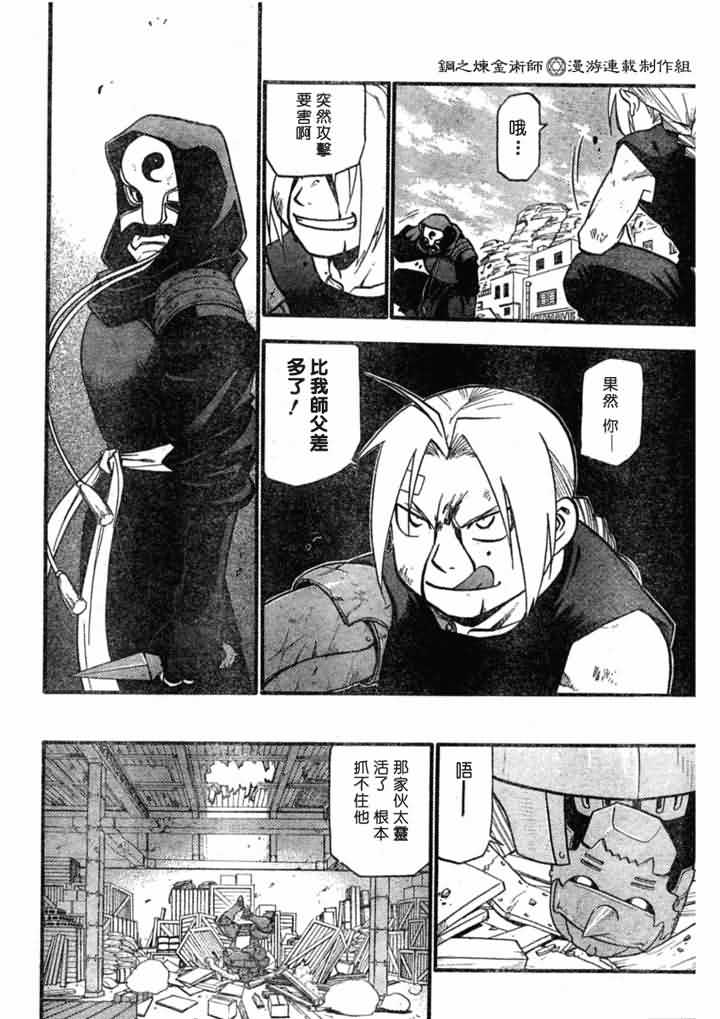 鋼之煉金術師
漫游連載制作組
哦…
突然攻擊
要害啊
果然 你—
比我師父差
多了！
唔—
那家伙太靈
活了 根本
抓不住他